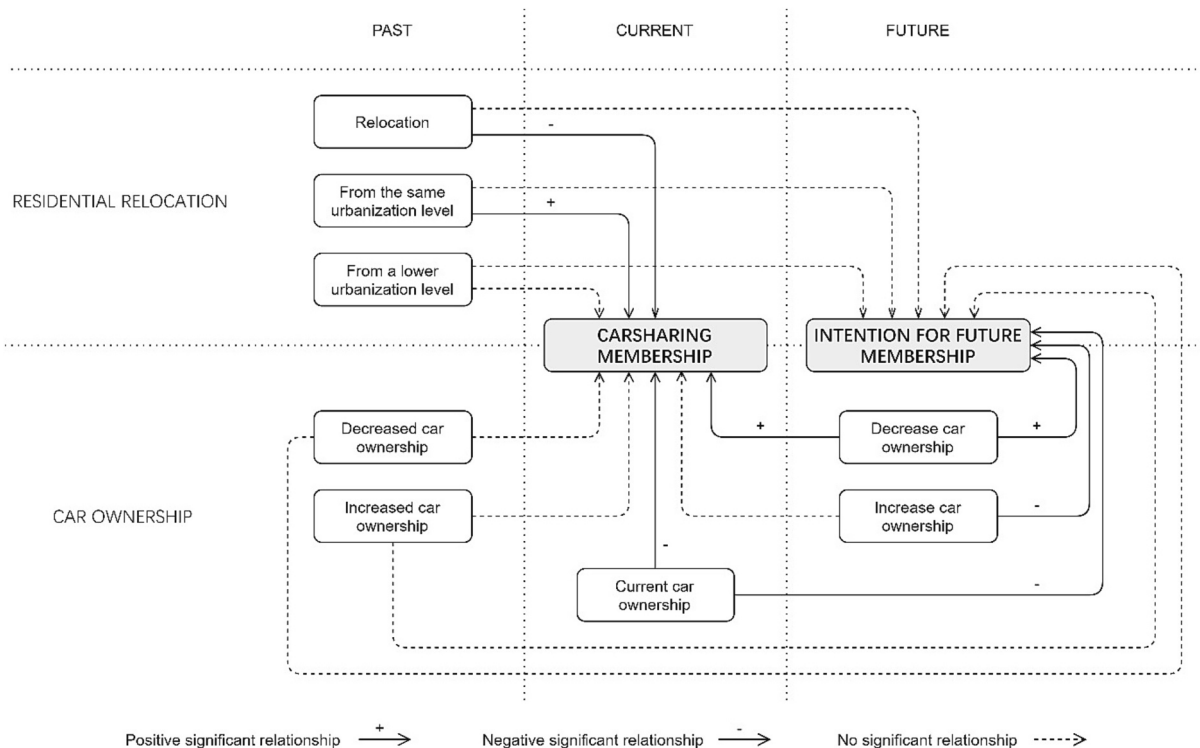 PAST
CURRENT
FUTURE
RESIDENTIAL RELOCATION
Relocation
-
From the same
urbanization level
+
From a lower
urbanization level
CARSHARING
MEMBERSHIP
INTENTION FOR FUTURE
MEMBERSHIP
CAR OWNERSHIP
Decreased car
ownership
+
Decrease car
ownership
+
Increased car
ownership
Increase car
ownership
-
-
Current car
ownership
-
Positive significant relationship
+
Negative significant relationship
-
No significant relationship